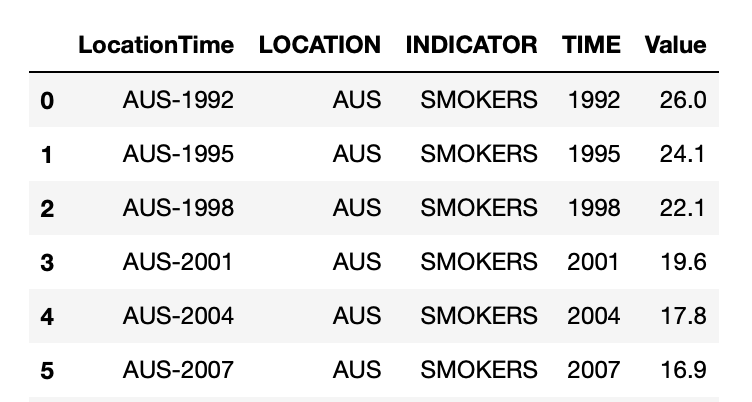 LocationTime LOCATION INDICATOR TIME Value
0 AUS-1992 AUS SMOKERS 1992 26.0
1 AUS-1995 AUS SMOKERS 1995 24.1
2 AUS-1998 AUS SMOKERS 1998 22.1
3 AUS-2001 AUS SMOKERS 2001 19.6
4 AUS-2004 AUS SMOKERS 2004 17.8
5 AUS-2007 AUS SMOKERS 2007 16.9